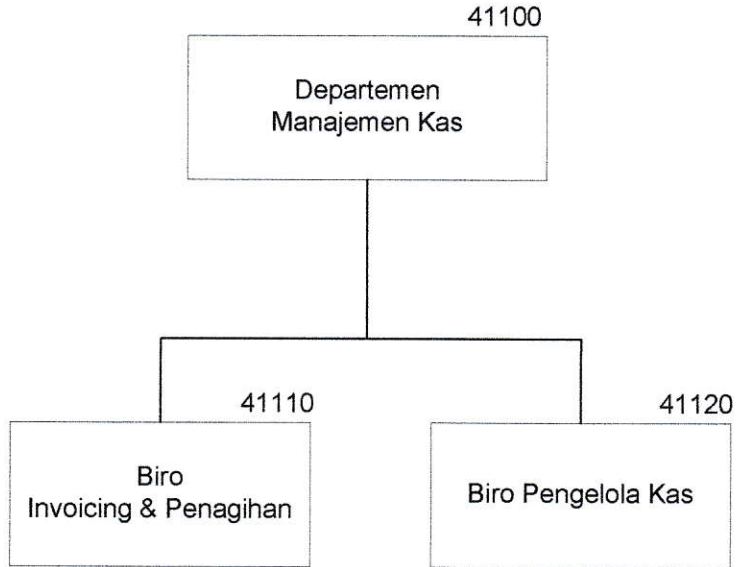 41100
Departemen
Manajemen Kas
41110
Biro
Invoicing & Penagihan
41120
Biro Pengelola Kas